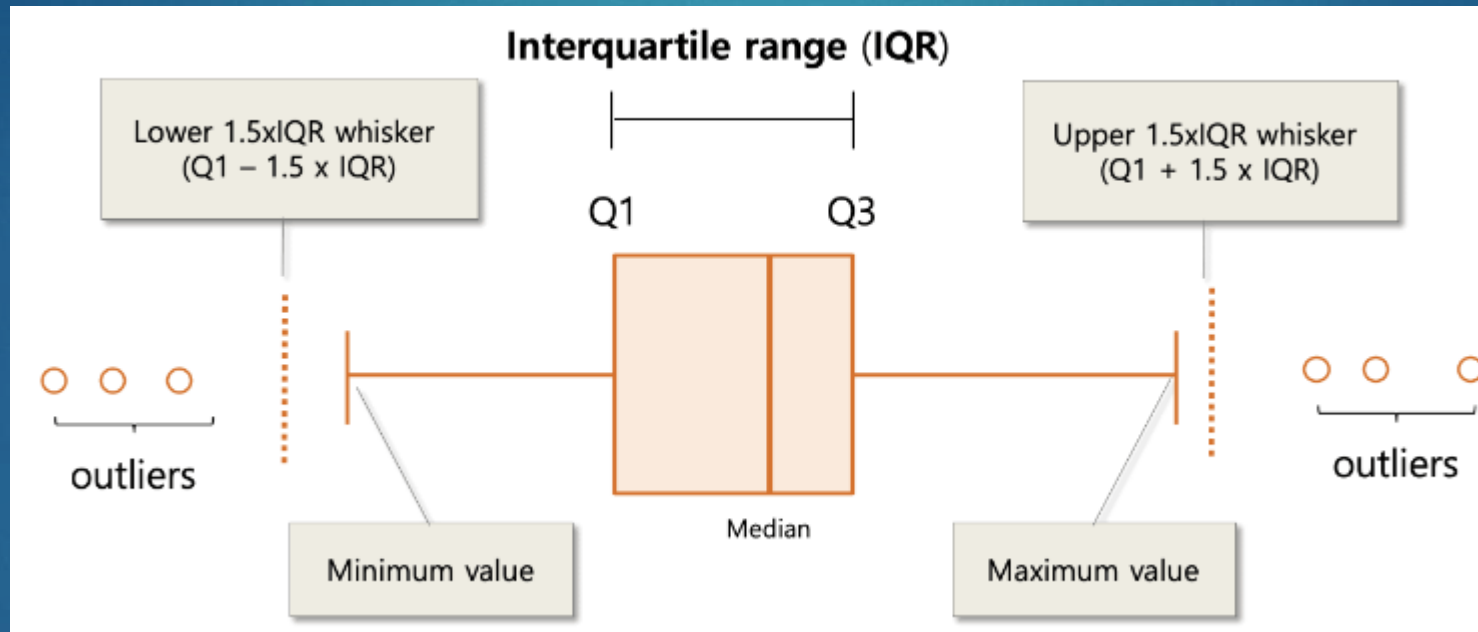 Interquartile range (IQR)
Lower 1.5xIQR whisker
(Q1 – 1.5 x IQR)
Upper 1.5xIQR whisker
(Q1 + 1.5 x IQR)
Q1
Q3
outliers
outliers
Median
Minimum value
Maximum value